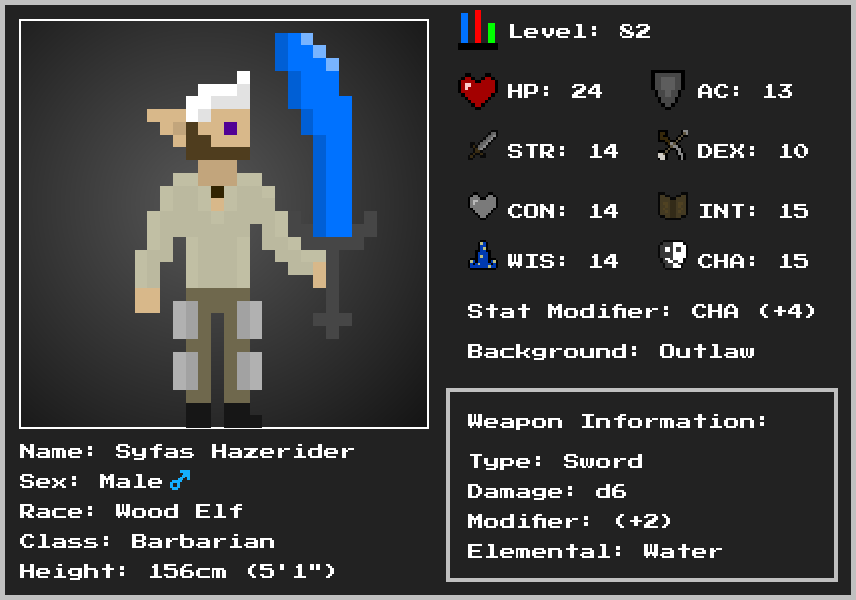 Level: 82
HP: 24
AC: 13
STR: 14
DEX: 10
CON: 14
INT: 15
WIS: 14
CHA: 15
Stat Modifier: CHA (+4)
Background: Outlaw
Weapon Information:
Type: Sword
Damage: d6
Modifier: (+2)
Elemental: Water
Name: Syfas Hazerider
Sex: Male ♂
Race: Wood Elf
Class: Barbarian
Height: 156cm (5'1")